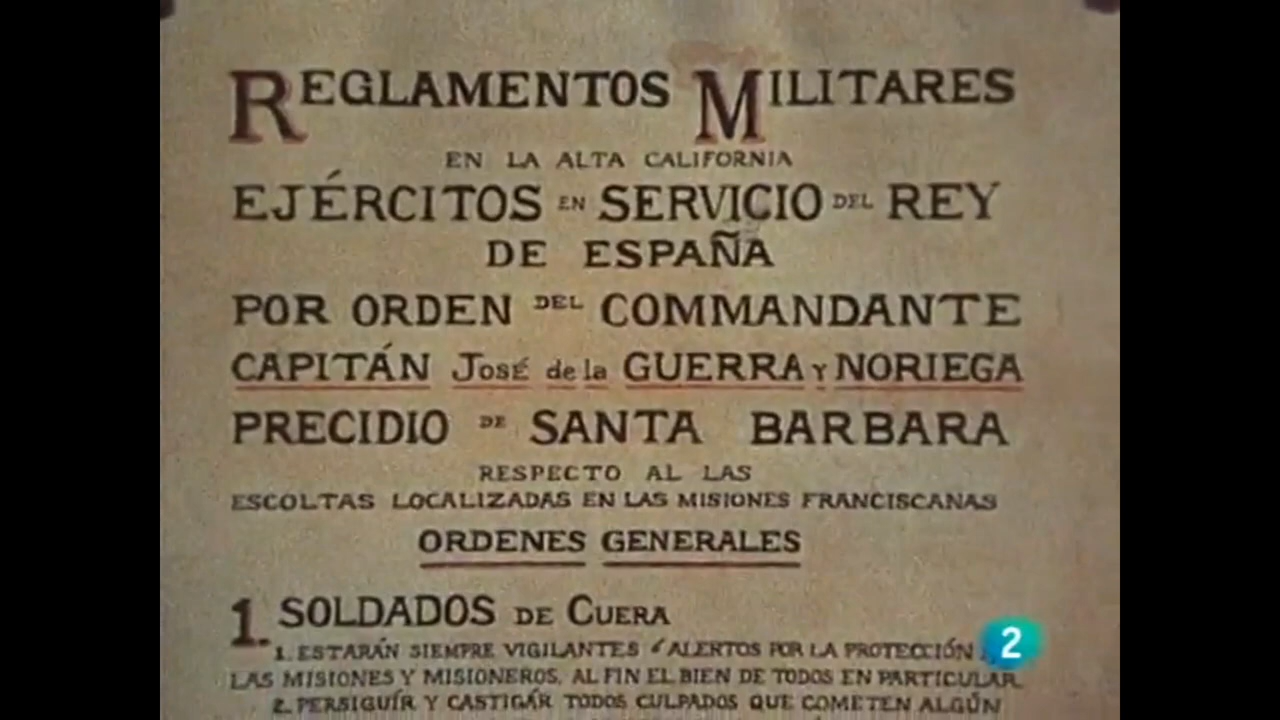 REGLAMENTOS MILITARES
EN LA ALTA CALIFORNIA
EJÉRCITOS EN SERVICIO DEL REY
DE ESPAÑA
POR ORDEN DEL COMMANDANTE
CAPITÁN José de la GUERRA Y NORIEGA
PRECIDIO DE SANTA BARBARA
RESPECTO AL LAS
ESCOLTAS LOCALIZADAS EN LAS MISIONES FRANCISCANAS
ORDENES GENERALES
1. SOLDADOS DE CUERA
1. ESTARÁN SIEMPRE VIGILANTES É ALERTOS POR LA PROTECCIÓN
2
LAS MISIONES Y MISIONEROS, AL FIN EL BIEN DE TODOS EN PARTICULAR.
2. PERSIGUÍR Y CASTIGÁR TODOS CULPADOS QUE COMETEN ALGÚN